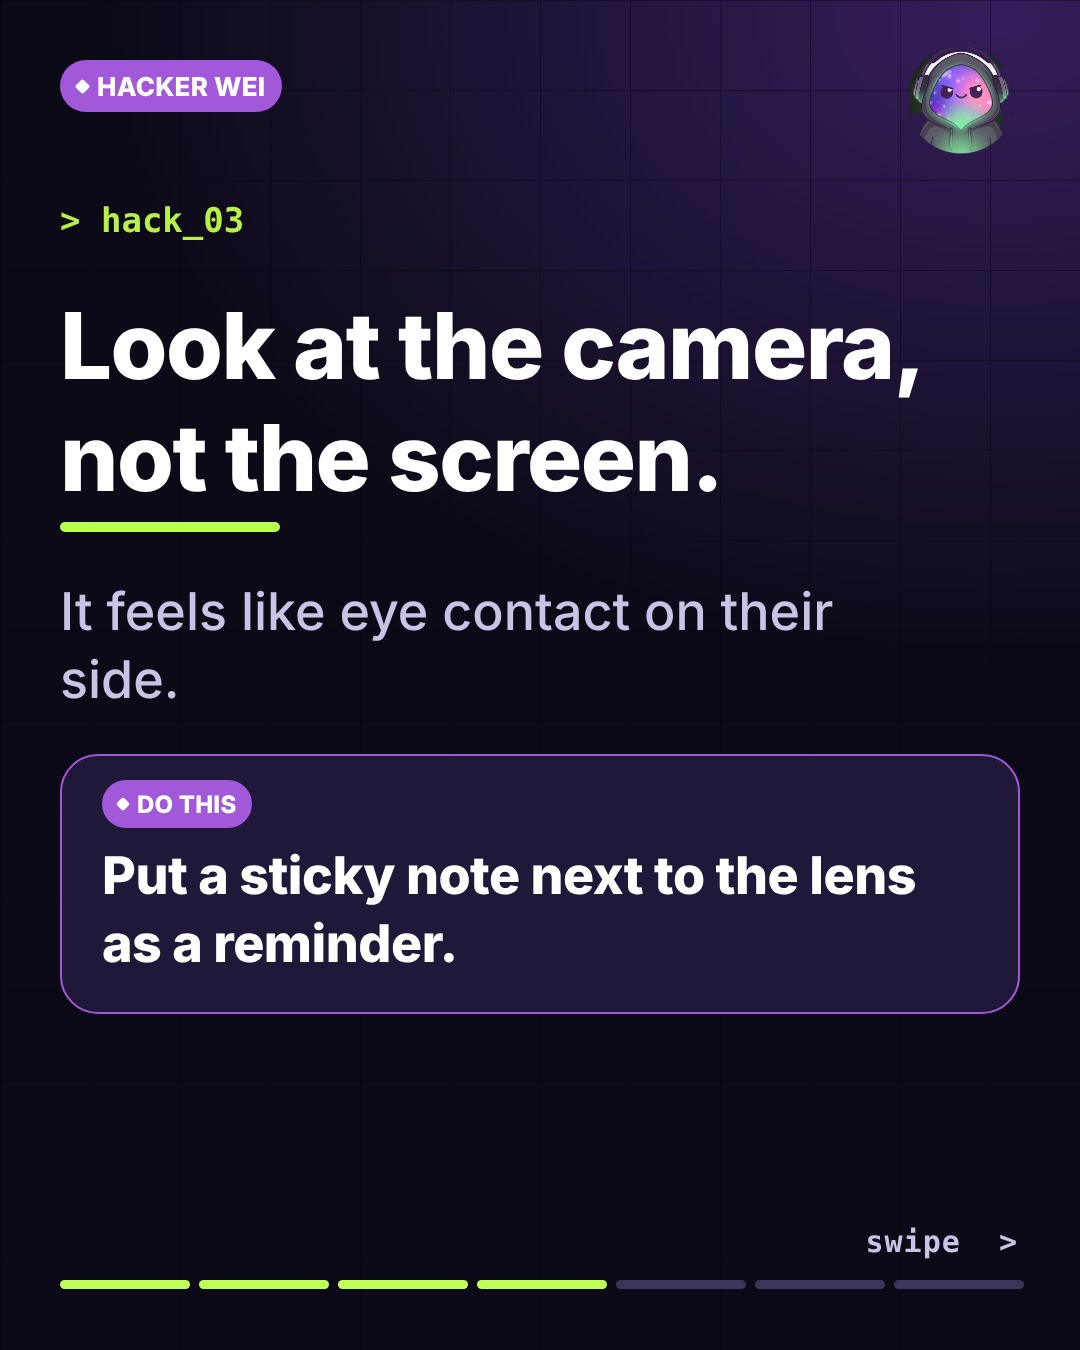 HACKER WEI
> hack_03
Look at the camera,
not the screen.
It feels like eye contact on their
side.
DO THIS
Put a sticky note next to the lens
as a reminder.
swipe >